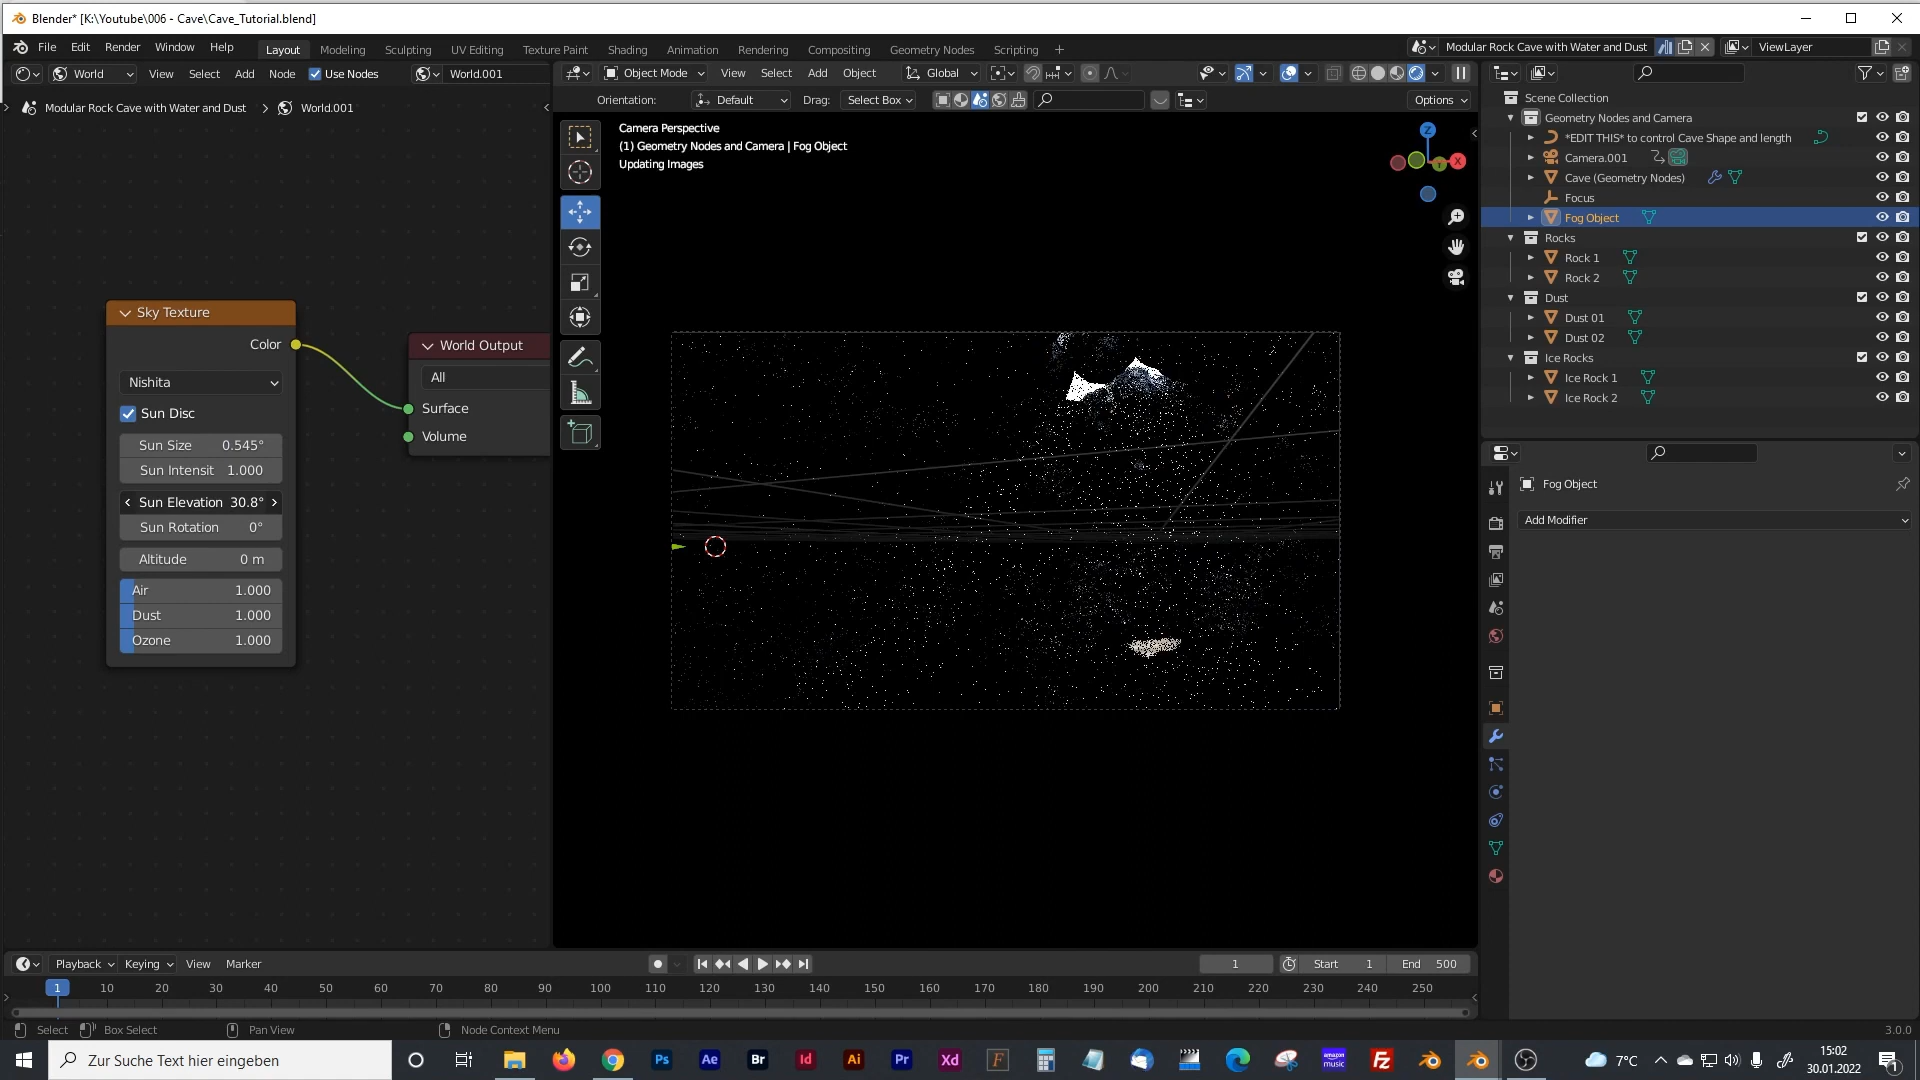 Blender* [K:\Youtube\006 - Cave\Cave_Tutorial.blend]
File Edit Render Window Help Layout Modeling Sculpting UV Editing Texture Paint Shading Animation Rendering Compositing Geometry Nodes Scripting + Modular Rock Cave with Water and Dust ViewLayer
World View Select Add Node Use Nodes World.001 Object Mode View Select Add Object Global
Modular Rock Cave with Water and Dust > World.001
Orientation: Default Drag: Select Box Options
Camera Perspective
(1) Geometry Nodes and Camera | Fog Object
Updating Images
Z
X
Sky Texture
Color
Nishita
Sun Disc
Sun Size 0.545°
Sun Intensit 1.000
Sun Elevation 30.8°
Sun Rotation 0°
Altitude 0 m
Air 1.000
Dust 1.000
Ozone 1.000
World Output
All
Surface
Volume
Scene Collection
Geometry Nodes and Camera
*EDIT THIS* to control Cave Shape and length
Camera.001
Cave (Geometry Nodes)
Focus
Fog Object
Rocks
Rock 1
Rock 2
Dust
Dust 01
Dust 02
Ice Rocks
Ice Rock 1
Ice Rock 2
Fog Object
Add Modifier
Playback Keying View Marker 1 Start 1 End 500
1 10 20 30 40 50 60 70 80 90 100 110 120 130 140 150 160 170 180 190 200 210 220 230 240 250
Select Box Select Pan View Node Context Menu 3.0.0
Zur Suche Text hier eingeben Ps Ae Br Id Ai Pr Xd F amazon music Fz 7°C 15:02
30.01.2022 1